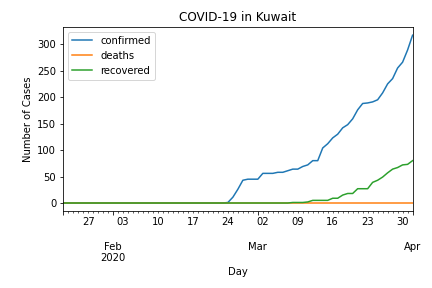 COVID-19 in Kuwait
confirmed
deaths
recovered
Number of Cases
300
250
200
150
100
50
0
27 03 10 17 24 02 09 16 23 30
Feb Mar Apr
2020
Day